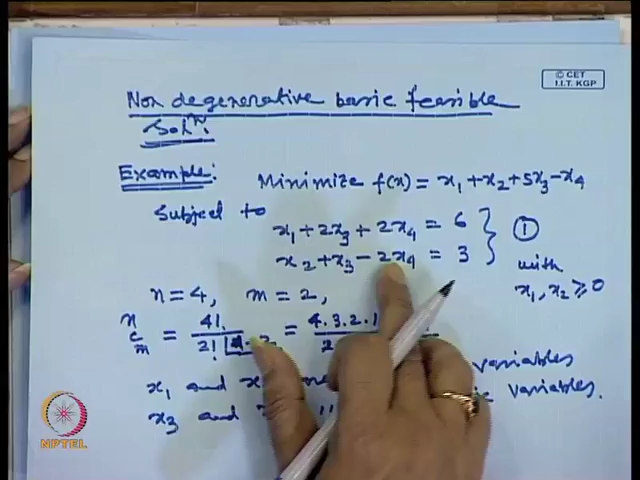 © CET
I.I.T. KGP
Non degenerative basic feasible
Solⁿ.
Example: Minimize f(x) = x₁ + x₂ + 5x₃ - x₄
Subject to
x₁ + 2x₃ + 2x₄ = 6
x₂ + x₃ - 2x₄ = 3
①
with
x₁, x₂ ≥ 0
n = 4, m = 2,
n c m = 4! / 2! = 4.3.2.1 / 2
x₁ and variables
x₃ and " variables.
NPTEL